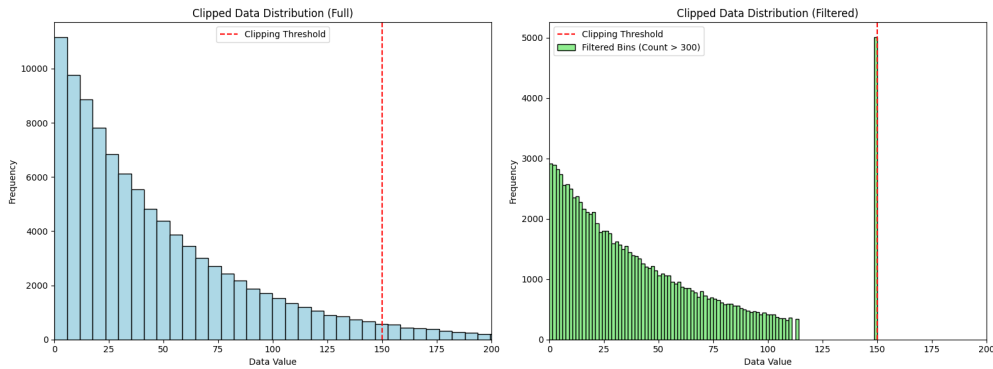 Clipped Data Distribution (Full)
Clipping Threshold
Frequency
10000
8000
6000
4000
2000
0
0 25 50 75 100 125 150 175 200
Data Value
Clipped Data Distribution (Filtered)
Clipping Threshold
Filtered Bins (Count > 300)
Frequency
5000
4000
3000
2000
1000
0
0 25 50 75 100 125 150 175 200
Data Value